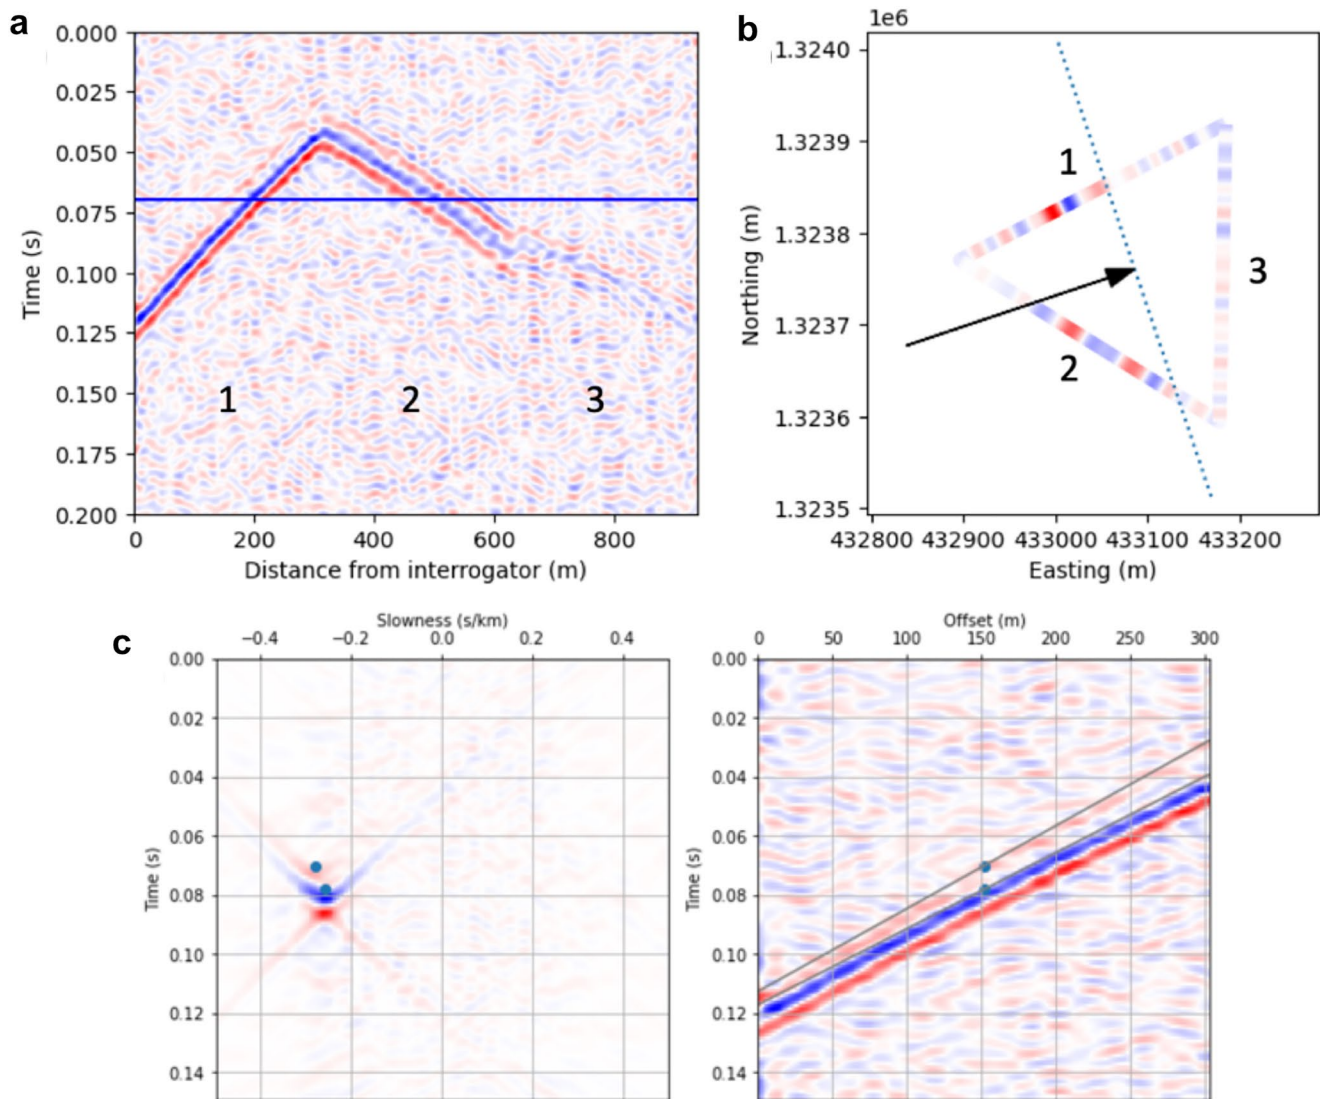 a
0.000
0.025
0.050
0.075
0.100
0.125
0.150
0.175
0.200
Time (s)
1
2
3
0
200
400
600
800
Distance from interrogator (m)
b
1e6
1.3240
1.3239
1.3238
1.3237
1.3236
1.3235
Northing (m)
1
2
3
432800 432900 433000 433100 433200
Easting (m)
c
Slowness (s/km)
−0.4 −0.2 0.0 0.2 0.4
0.00
0.02
0.04
0.06
0.08
0.10
0.12
0.14
Time (s)
Offset (m)
0 50 100 150 200 250 300
0.00
0.02
0.04
0.06
0.08
0.10
0.12
0.14
Time (s)